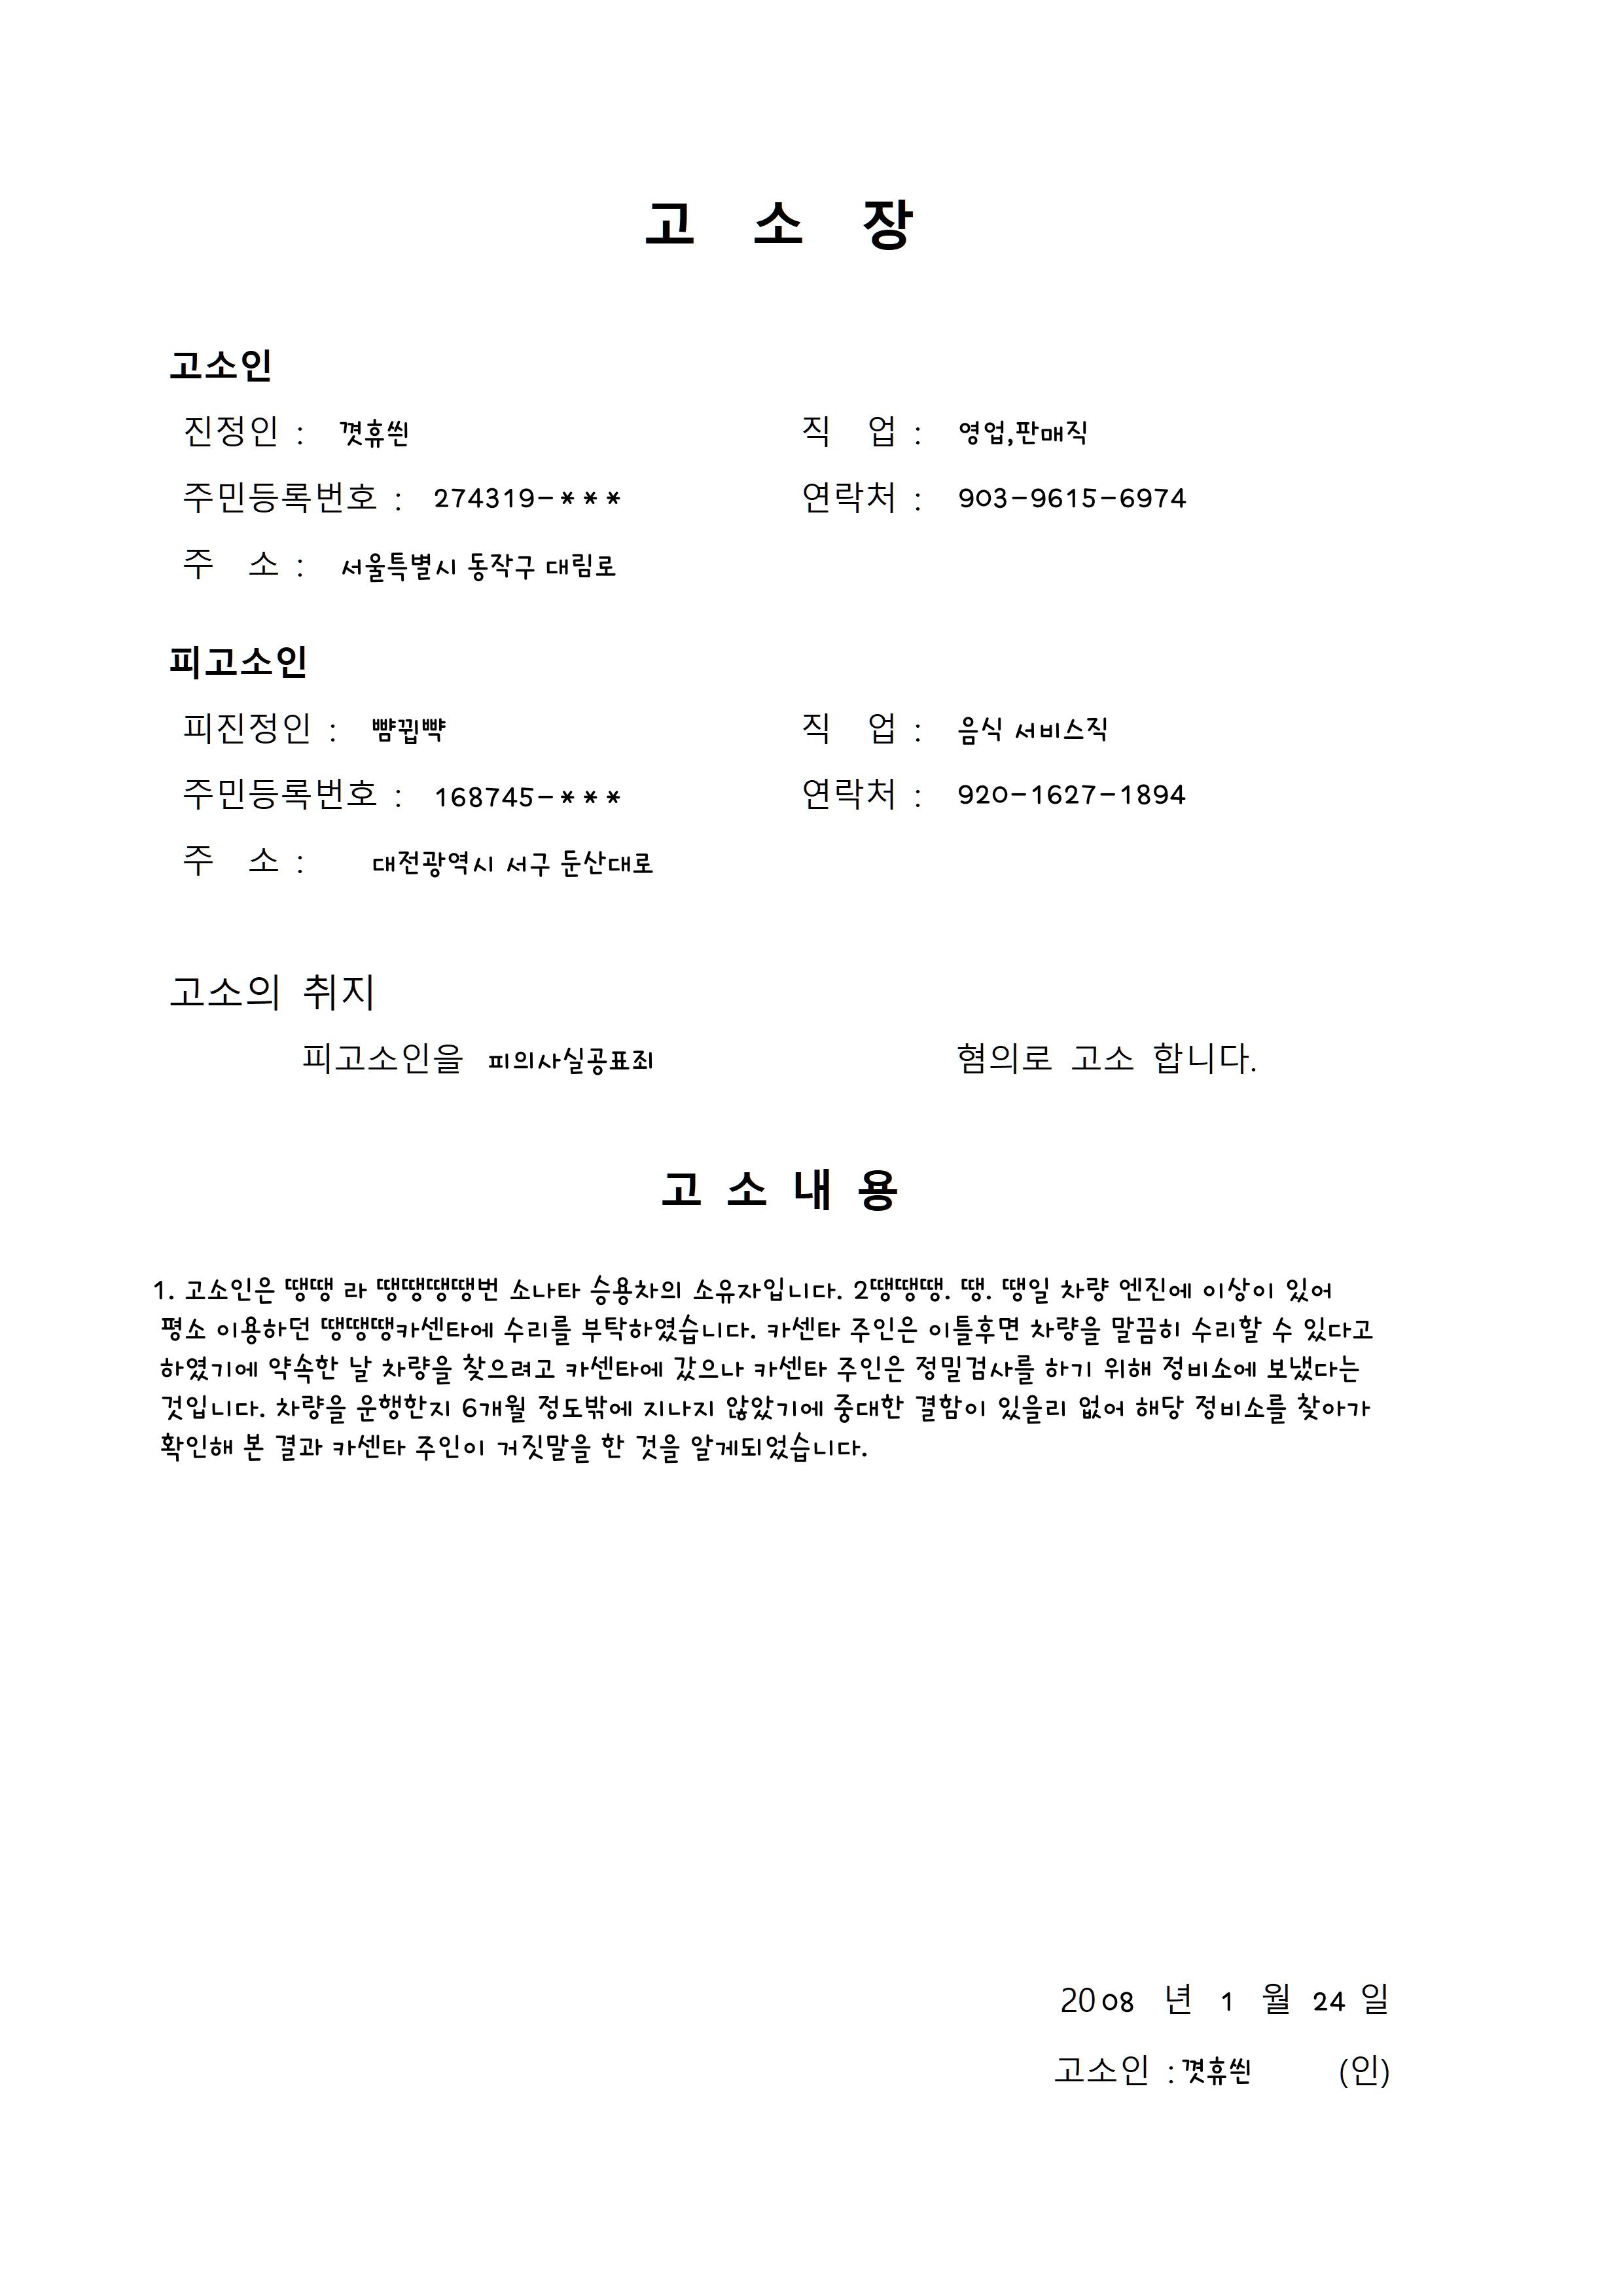 고 소 장
고소인
진정인 : 꼇휴씐 직 업 : 영업,판매직
주민등록번호 : 274319-*** 연락처 : 903-9615-6974
주 소 : 서울특별시 동작구 대림로
피고소인
피진정인 : 뺨뀝뺙 직 업 : 음식 서비스직
주민등록번호 : 168745-*** 연락처 : 920-1627-1894
주 소 : 대전광역시 서구 둔산대로
고소의 취지
피고소인을 피의사실공표죄 혐의로 고소 합니다.
고 소 내 용
1. 고소인은 땡땡 라 땡땡땡땡번 소나타 승용차의 소유자입니다. 2땡땡땡. 땡. 땡일 차량 엔진에 이상이 있어
평소 이용하던 땡땡땡카센타에 수리를 부탁하였습니다. 카센타 주인은 이틀후면 차량을 말끔히 수리할 수 있다고
하였기에 약속한 날 차량을 찾으려고 카센타에 갔으나 카센타 주인은 정밀검사를 하기 위해 정비소에 보냈다는
것입니다. 차량을 운행한지 6개월 정도밖에 지나지 않았기에 중대한 결함이 있을리 없어 해당 정비소를 찾아가
확인해 본 결과 카센타 주인이 거짓말을 한 것을 알게되었습니다.
2008 년 1 월 24 일
고소인 : 꼇휴씐 (인)